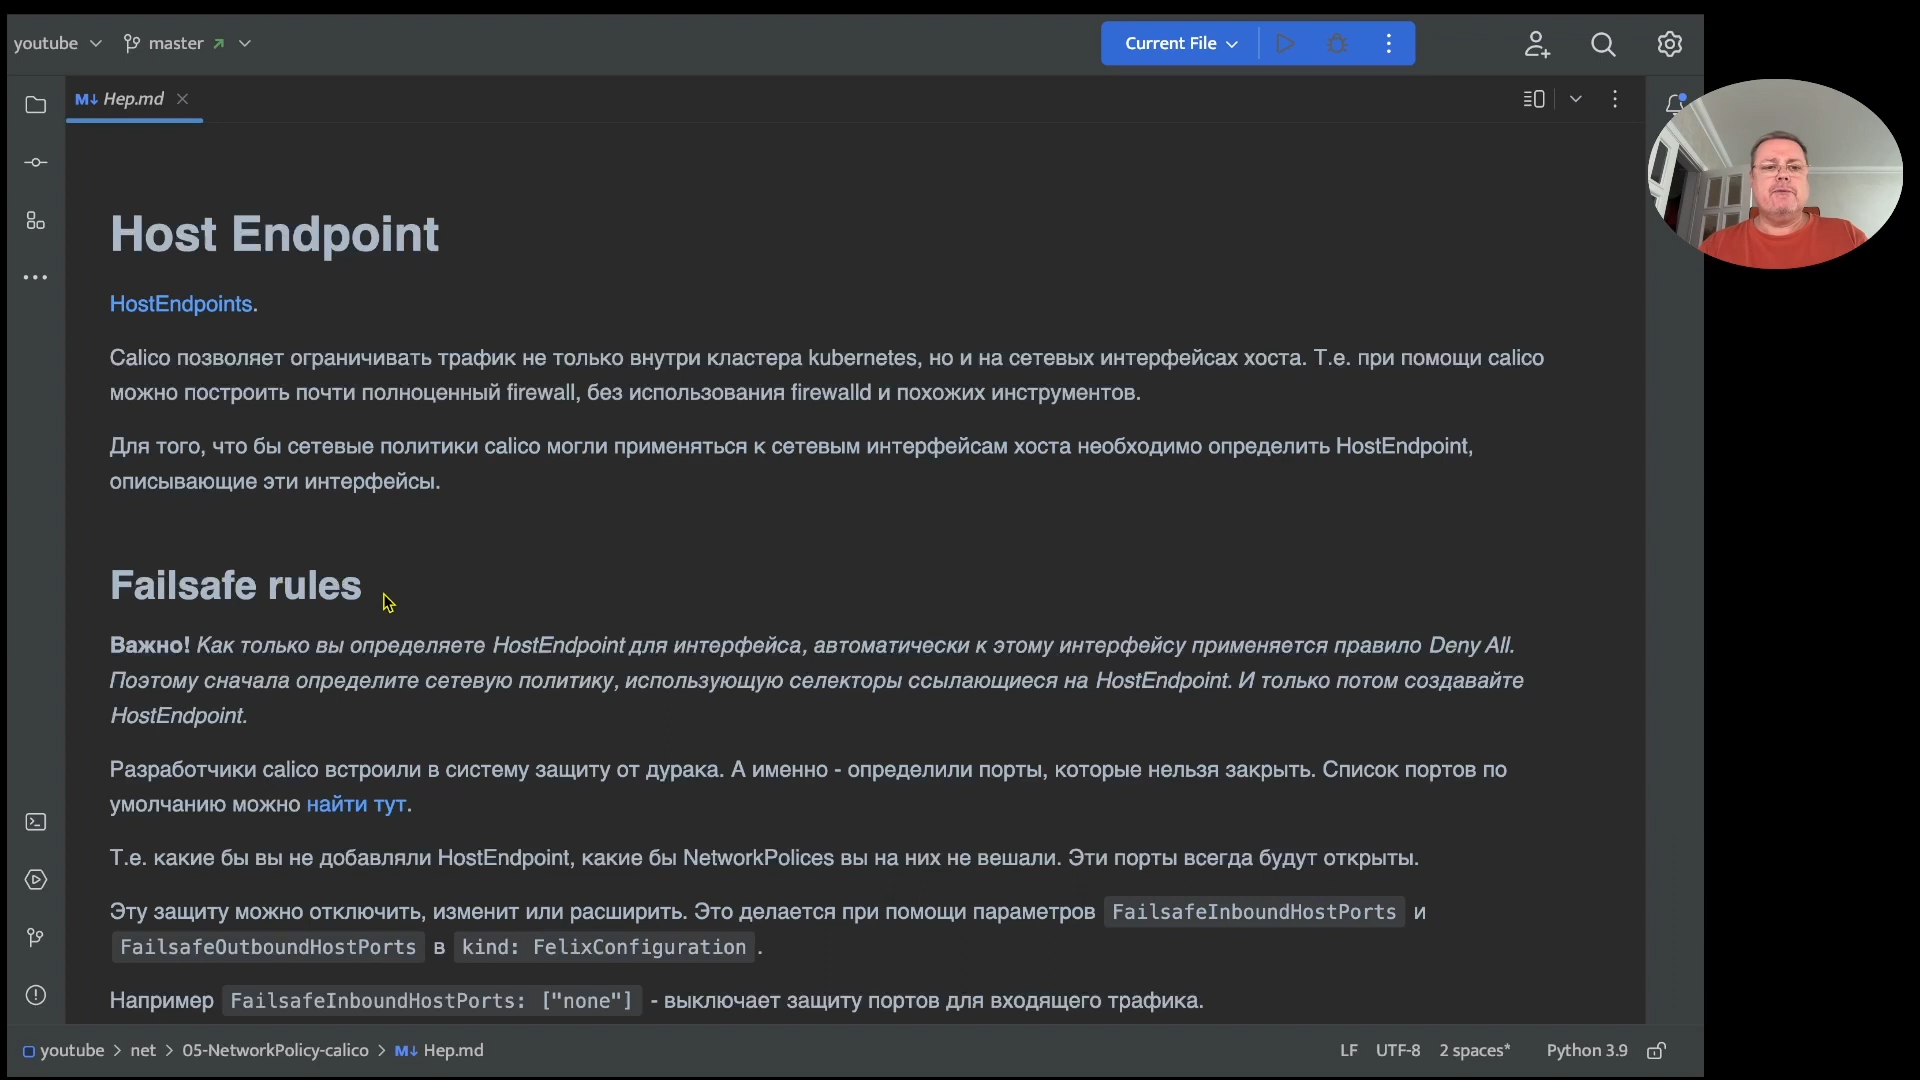 youtube
master
Current File
Hep.md
Host Endpoint
HostEndpoints.
Calico позволяет ограничивать трафик не только внутри кластера kubernetes, но и на сетевых интерфейсах хоста. Т.е. при помощи calico
можно построить почти полноценный firewall, без использования firewalld и похожих инструментов.
Для того, что бы сетевые политики calico могли применяться к сетевым интерфейсам хоста необходимо определить HostEndpoint,
описывающие эти интерфейсы.
Failsafe rules
Важно! Как только вы определяете HostEndpoint для интерфейса, автоматически к этому интерфейсу применяется правило Deny All.
Поэтому сначала определите сетевую политику, использующую селекторы ссылающиеся на HostEndpoint. И только потом создавайте
HostEndpoint.
Разработчики calico встроили в систему защиту от дурака. А именно - определили порты, которые нельзя закрыть. Список портов по
умолчанию можно найти тут.
Т.е. какие бы вы не добавляли HostEndpoint, какие бы NetworkPolices вы на них не вешали. Эти порты всегда будут открыты.
Эту защиту можно отключить, изменит или расширить. Это делается при помощи параметров FailsafeInboundHostPorts и
FailsafeOutboundHostPorts в kind: FelixConfiguration .
Например FailsafeInboundHostPorts: ["none"] - выключает защиту портов для входящего трафика.
youtube > net > 05-NetworkPolicy-calico > Hep.md
LF UTF-8 2 spaces* Python 3.9